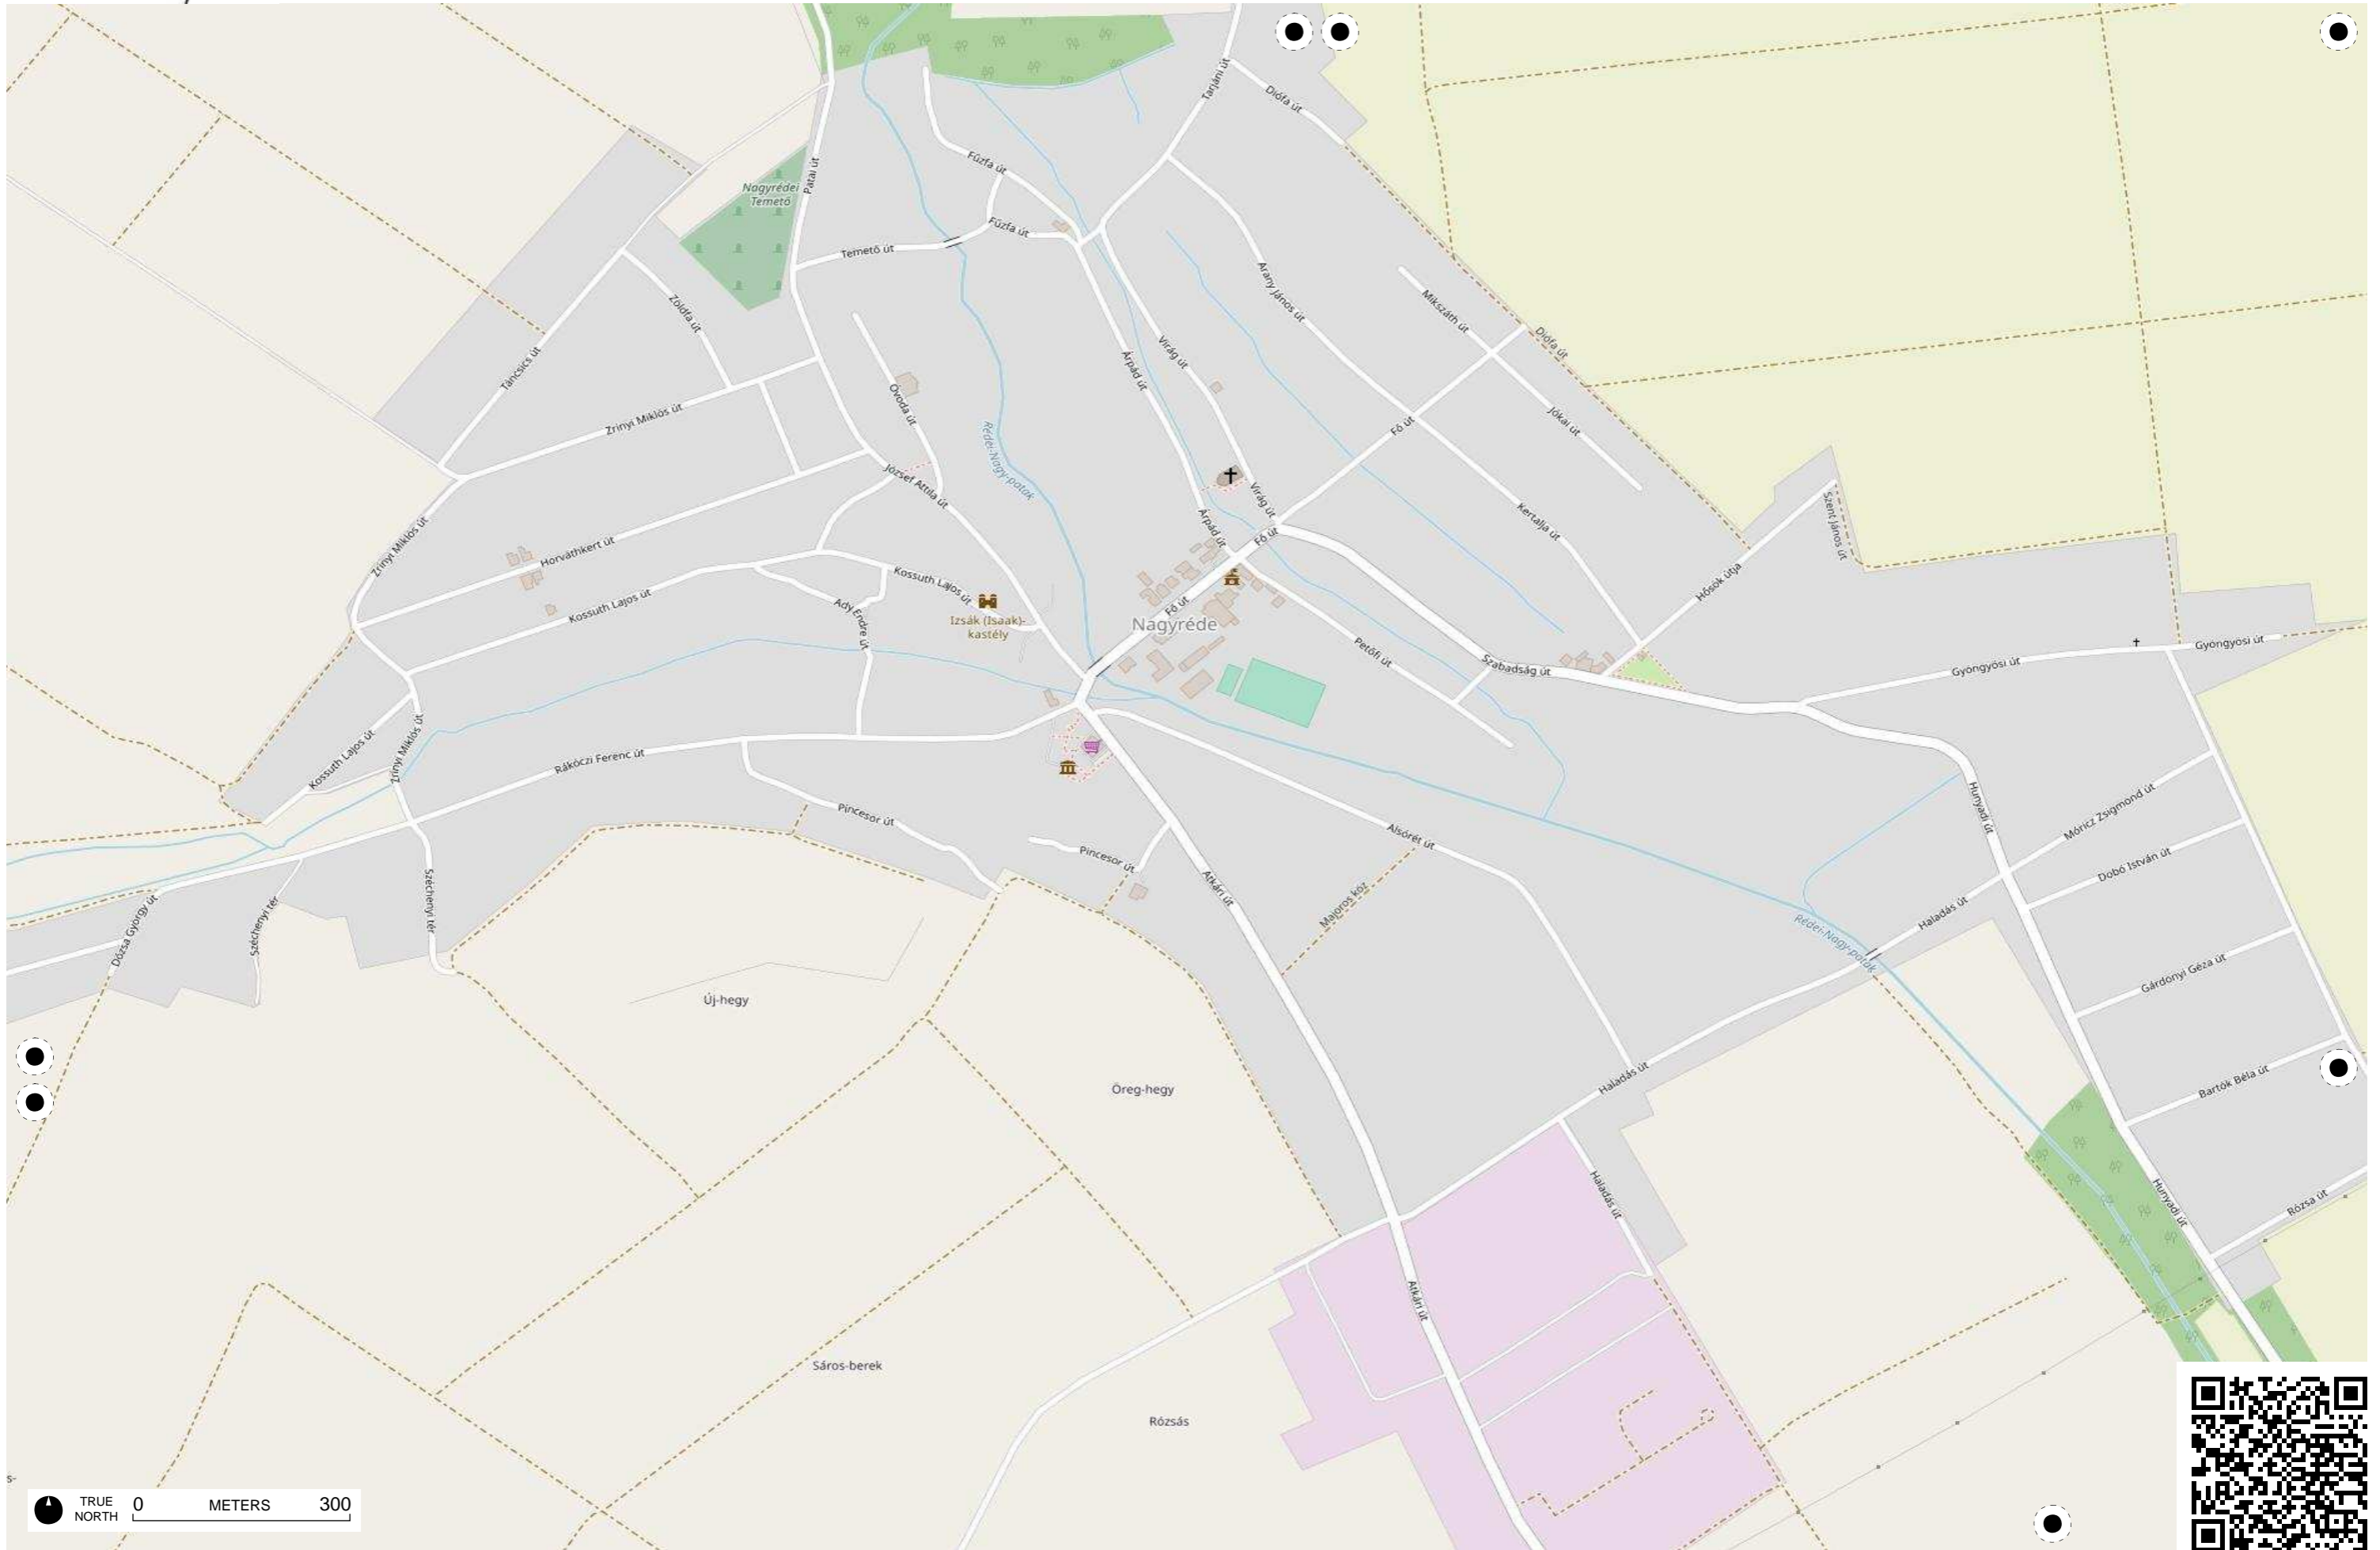 Tarjáni út
Diófa út
Fűzfa út
Patai út
Nagyrédei
Temető
Fűzfa út
Temető út
Arany János út
Zöldfa út
Mikszáth út
Diófa út
Virág út
Árpád út
Táncsics út
Óvoda út
Zrínyi Miklós út
Jókai út
Fő út
Rédei-Nagy-patak
József Attila út
Virág út
Árpád út
Kertalja út
Szent János út
Fő út
Zrínyi Miklós út
Horváthkert út
Kossuth Lajos út
Hősök útja
Kossuth Lajos út
Ady Endre út
Fő út
Izsák (Isaak)-
kastély
Nagyréde
Petőfi út
Szabadság út
Gyöngyösi út
Gyöngyösi út
Zrínyi Miklós út
Kossuth Lajos út
Rákóczi Ferenc út
Hunyadi út
Móricz Zsigmond út
Pincesor út
Alsórét út
Pincesor út
Dobó István út
Atkári út
Majoros köz
Széchenyi tér
Széchenyi tér
Dózsa György út
Haladás út
Rédei-Nagy-patak
Gárdonyi Géza út
Új-hegy
Öreg-hegy
Haladás út
Bartók Béla út
Haladás út
Hunyadi út
Rózsa út
Atkári út
Sáros-berek
Rózsás
s-
TRUE
NORTH
0 METERS 300